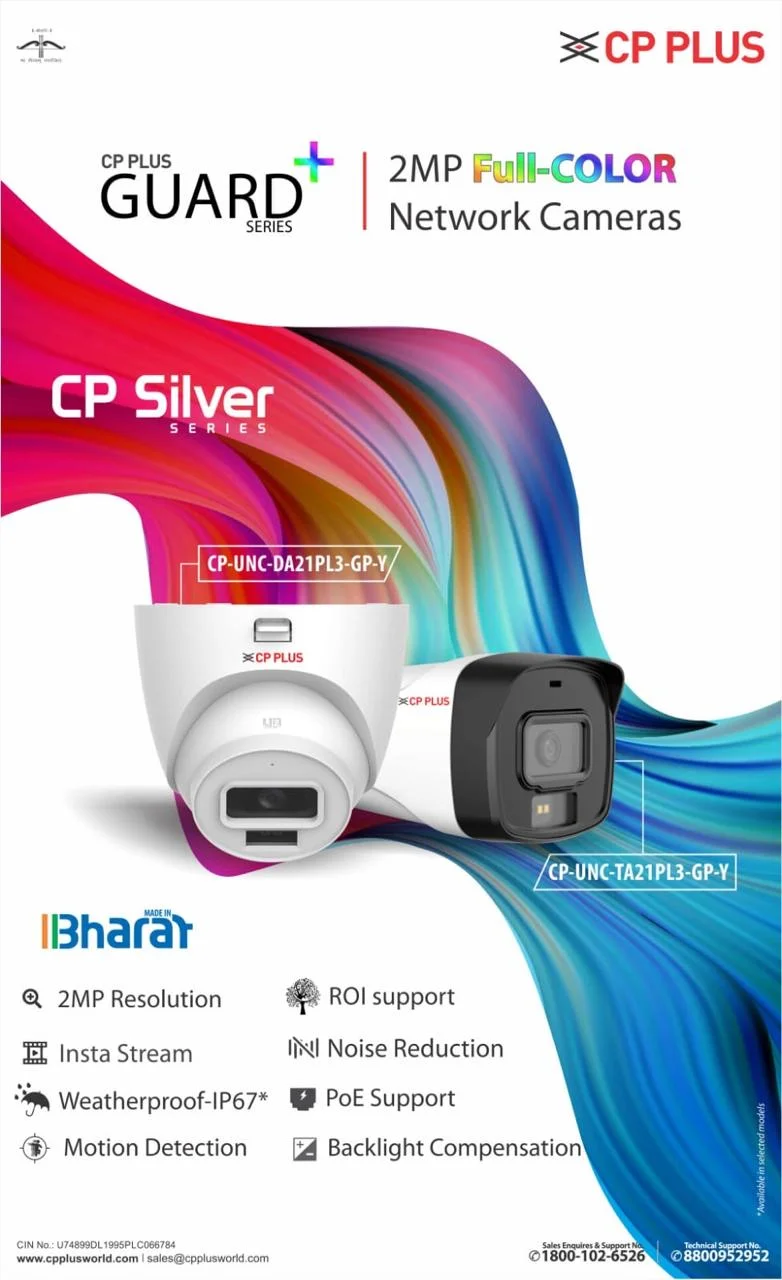 CP PLUS
CP PLUS
GUARD+
SERIES
2MP Full-COLOR
Network Cameras
CP Silver
SERIES
CP-UNC-DA21PL3-GP-Y
CP PLUS
CP PLUS
CP-UNC-TA21PL3-GP-Y
MADE IN
Bharat
2MP Resolution
ROI support
Insta Stream
Noise Reduction
Weatherproof-IP67*
PoE Support
Motion Detection
Backlight Compensation
*Available in selected models
CIN No.: U74899DL1995PLC066784
www.cpplusworld.com | sales@cpplusworld.com
Sales Enquires & Support No.
1800-102-6526
Technical Support No.
8800952952